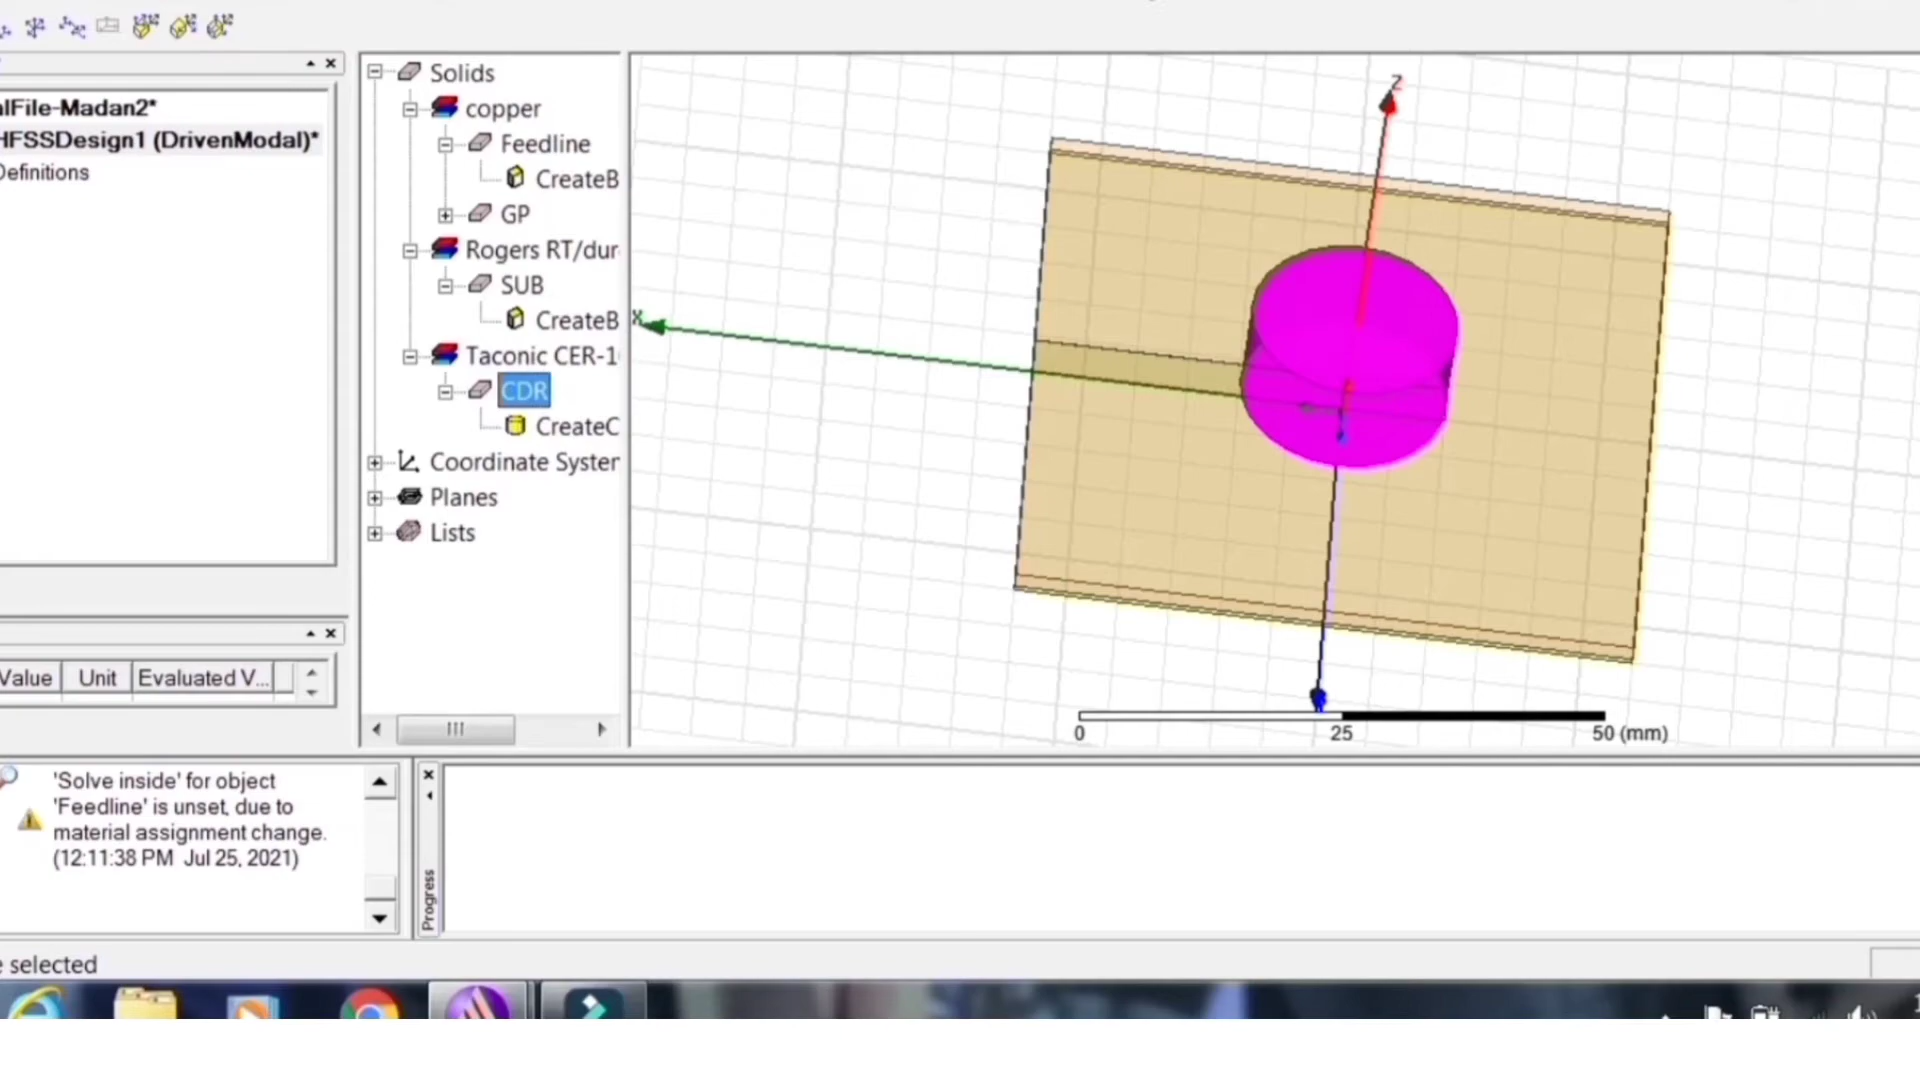 alFile-Madan2*
HFSSDesign1 (DrivenModal)*
Definitions
Value Unit Evaluated V...
Solids
copper
Feedline
CreateB
GP
Rogers RT/dur
SUB
CreateB
Taconic CER-1
CDR
CreateC
Coordinate System
Planes
Lists
Z
X
0 25 50 (mm)
'Solve inside' for object
'Feedline' is unset, due to
material assignment change.
(12:11:38 PM Jul 25, 2021)
Progress
e selected